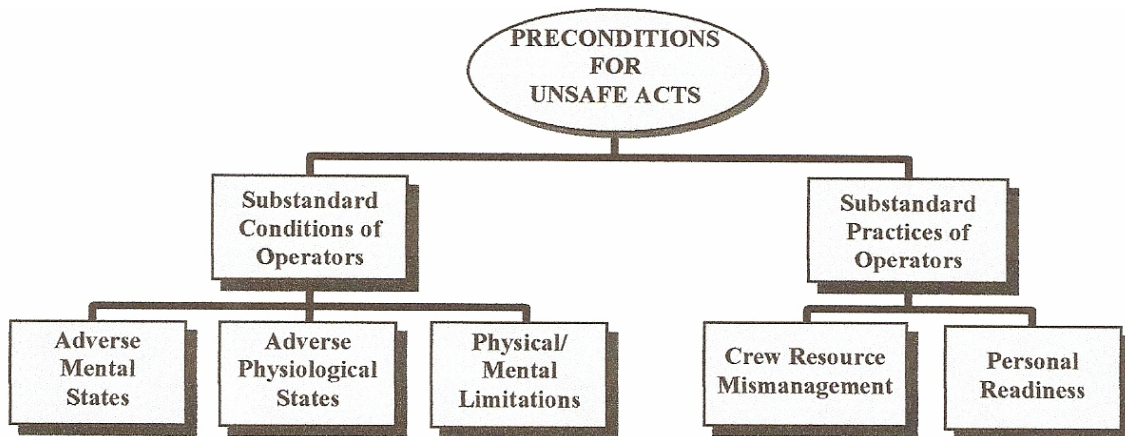 PRECONDITIONS
FOR
UNSAFE ACTS
Substandard
Conditions of
Operators
Substandard
Practices of
Operators
Adverse
Mental
States
Adverse
Physiological
States
Physical/
Mental
Limitations
Crew Resource
Mismanagement
Personal
Readiness